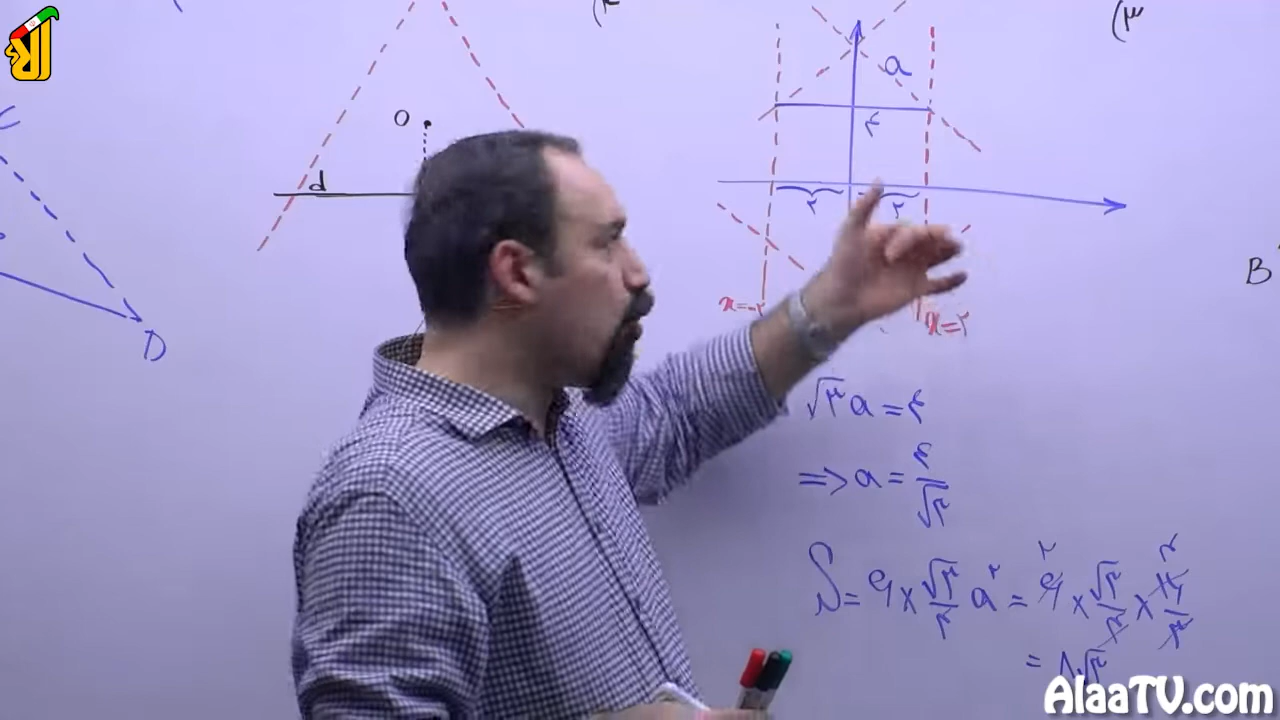 (۳
a
O
۴
d
۲ ۲
C
B
D
x=-۲
x=۲
√۳a=۴
=> a = ۴/√۳
S = ۶ × √۳/۴ a² = ۶ × √۳/۴ × ۱۶/۳
= ۸√۳
AlaaTV.com